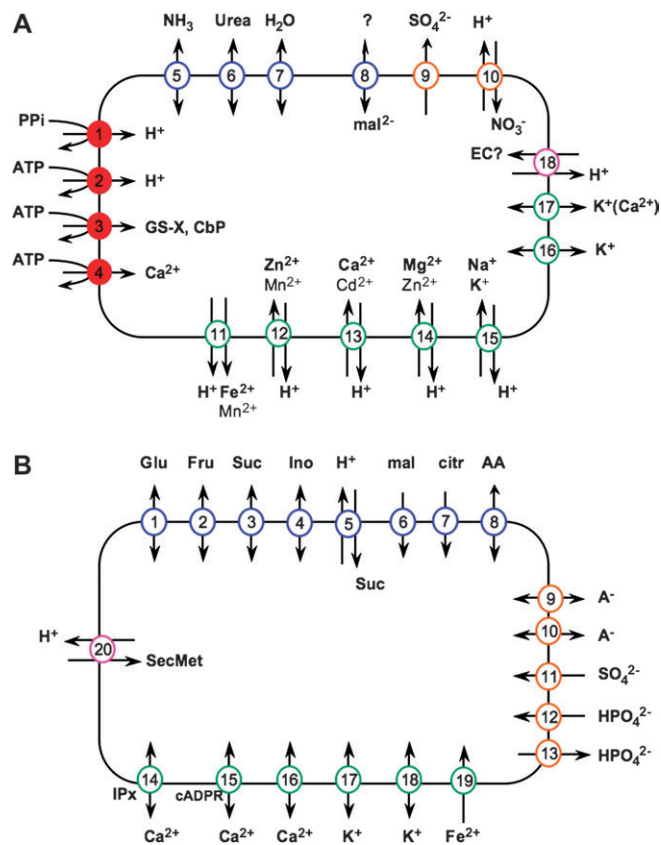 A
NH₃ Urea H₂O ? SO₄²⁻ H⁺
5 6 7 8 9 10
mal²⁻ NO₃⁻
PPi 1 H⁺
ATP 2 H⁺
ATP 3 GS-X, CbP
ATP 4 Ca²⁺
EC? 18 H⁺
17 K⁺(Ca²⁺)
16 K⁺
Zn²⁺ Ca²⁺ Mg²⁺ Na⁺
Mn²⁺ Cd²⁺ Zn²⁺ K⁺
11 12 13 14 15
H⁺ Fe²⁺ H⁺ H⁺ H⁺ H⁺
Mn²⁺
B
Glu Fru Suc Ino H⁺ mal citr AA
1 2 3 4 5 6 7 8
Suc
9 A⁻
10 A⁻
11 SO₄²⁻
12 HPO₄²⁻
13 HPO₄²⁻
H⁺ 20 SecMet
14 15 16 17 18 19
IPx cADPR
Ca²⁺ Ca²⁺ Ca²⁺ K⁺ K⁺ Fe²⁺